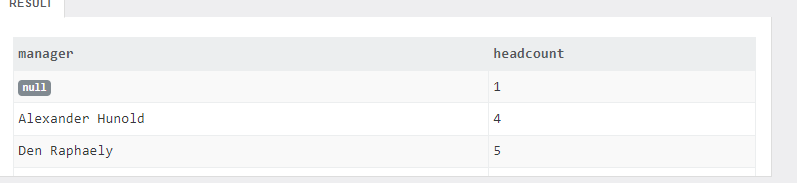 RESULT
manager headcount
null 1
Alexander Hunold 4
Den Raphaely 5